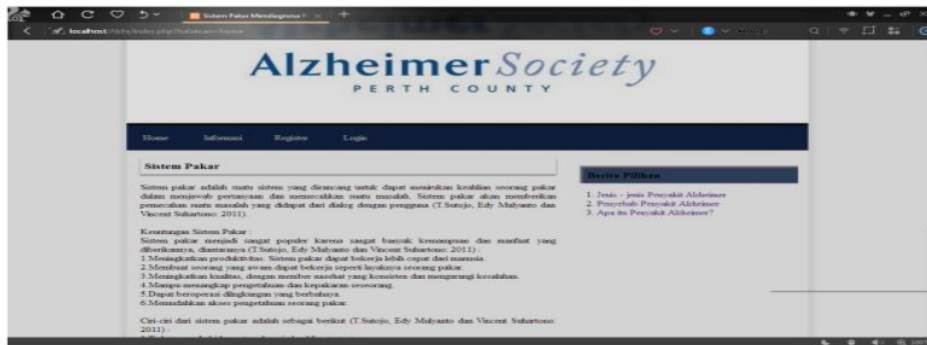 Sistem Pakar Mendiagnosa
localhost
Alzheimer Society
PERTH COUNTY
Home Informasi Register Login
Sistem Pakar
Sistem pakar adalah suatu sistem yang dirancang untuk dapat menirukan keahlian seorang pakar
dalam menjawab pertanyaan dan memecahkan suatu masalah. Sistem pakar akan memberikan
pemecahan suatu masalah yang didapat dari dialog dengan pengguna (T.Sutojo, Edy Mulyanto dan
Vincent Suhartono: 2011).
Keuntungan Sistem Pakar :
Sistem pakar menjadi sangat populer karena sangat banyak kemampuan dan manfaat yang
diberikannya, diantaranya (T.Sutojo, Edy Mulyanto dan Vincent Suhartono: 2011) :
1.Meningkatkan produktivitas. Sistem pakar dapat bekerja lebih cepat dari manusia.
2.Membuat seorang yang awam dapat bekerja seperti layaknya seorang pakar.
3.Meningkatkan kualitas, dengan memberi nasehat yang konsisten dan mengurangi kesalahan.
4.Mampu menangkap pengetahuan dan kepakaran seseorang.
5.Dapat beroperasi dilingkungan yang berbahaya.
6.Memudahkan akses pengetahuan seorang pakar.
Ciri-ciri dari sistem pakar adalah sebagai berikut (T.Sutojo, Edy Mulyanto dan Vincent Suhartono:
2011) :
Berita Pilihan
1. Jenis - jenis Penyakit Alzheimer
2. Penyebab Penyakit Alzheimer
3. Apa itu Penyakit Alzheimer?
100%